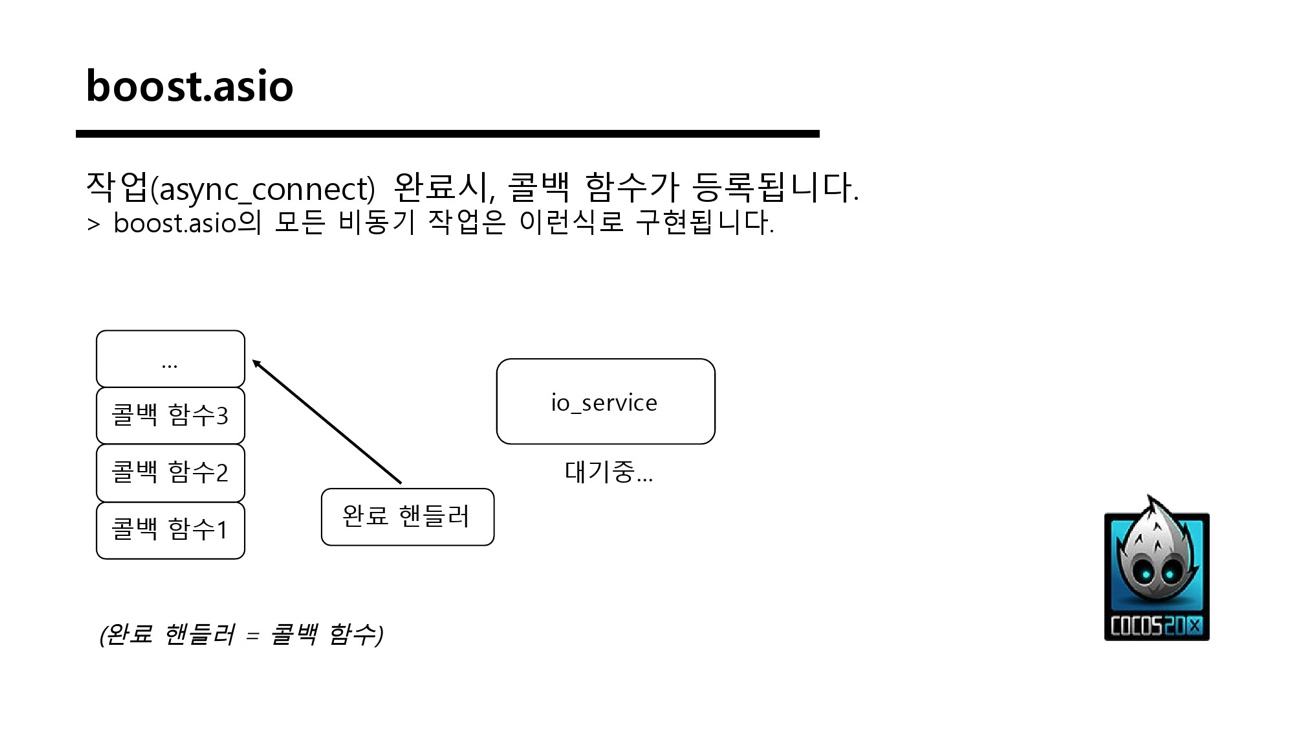 boost.asio
작업(async_connect) 완료시, 콜백 함수가 등록됩니다.
> boost.asio의 모든 비동기 작업은 이런식로 구현됩니다.
...
콜백 함수3
콜백 함수2
콜백 함수1
완료 핸들러
io_service
대기중...
(완료 핸들러 = 콜백 함수)
COCOS2DX